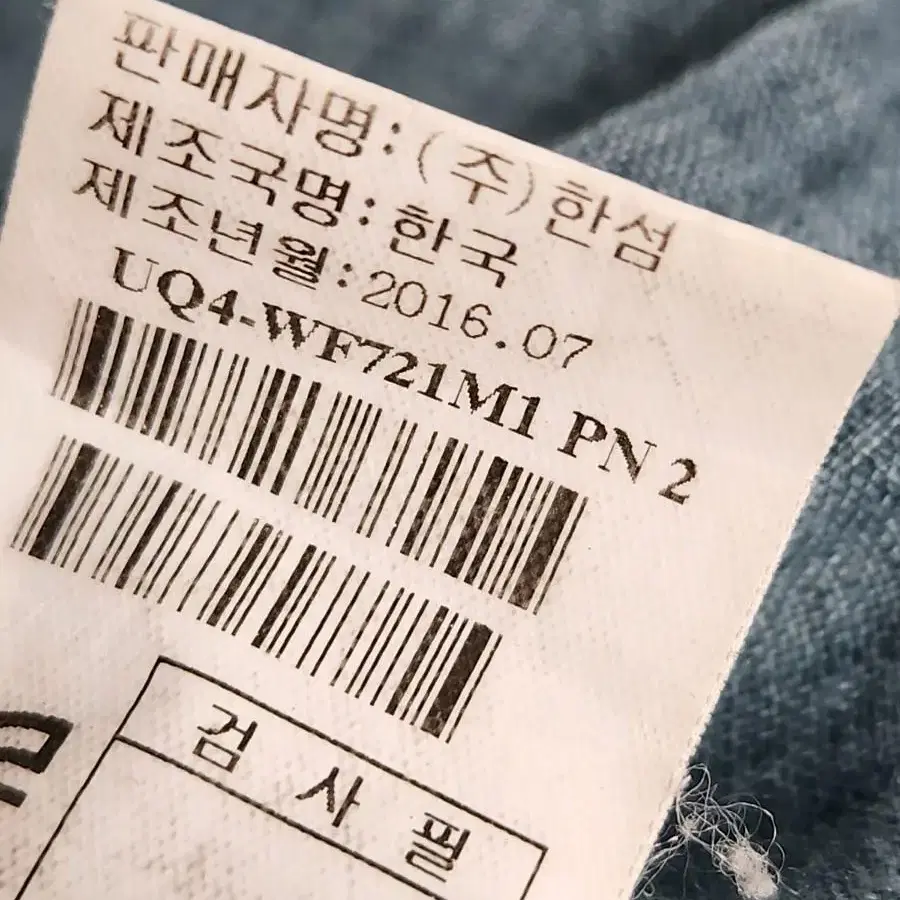 판매자명:(주)한섬
제조국명:한국
제조년월:2016.07
UQ4-WF721M1 PN 2
검사필